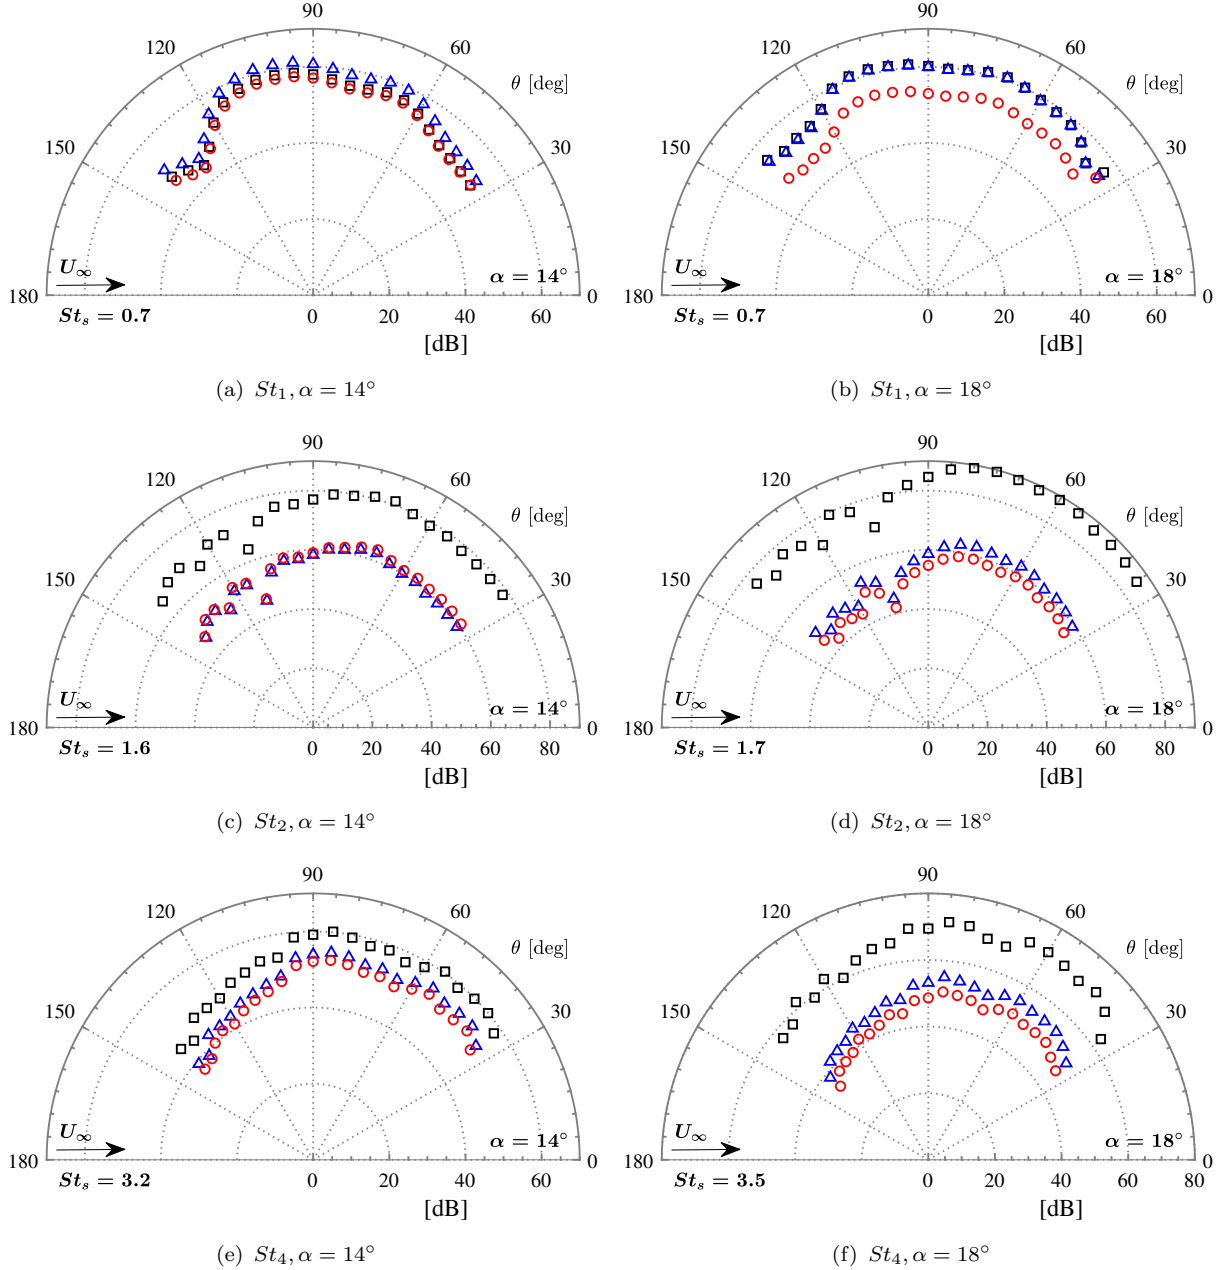 90
120
60
θ [deg]
150
30
U∞
α = 14°
180
0
St_s = 0.7
0 20 40 60
[dB]
(a) St₁, α = 14°
90
120
60
θ [deg]
150
30
U∞
α = 18°
180
0
St_s = 0.7
0 20 40 60
[dB]
(b) St₁, α = 18°
90
120
60
θ [deg]
150
30
U∞
α = 14°
180
0
St_s = 1.6
0 20 40 60 80
[dB]
(c) St₂, α = 14°
90
120
60
θ [deg]
150
30
U∞
α = 18°
180
0
St_s = 1.7
0 20 40 60 80
[dB]
(d) St₂, α = 18°
90
120
60
θ [deg]
150
30
U∞
α = 14°
180
0
St_s = 3.2
0 20 40 60
[dB]
(e) St₄, α = 14°
90
120
60
θ [deg]
150
30
U∞
α = 18°
180
0
St_s = 3.5
0 20 40 60 80
[dB]
(f) St₄, α = 18°